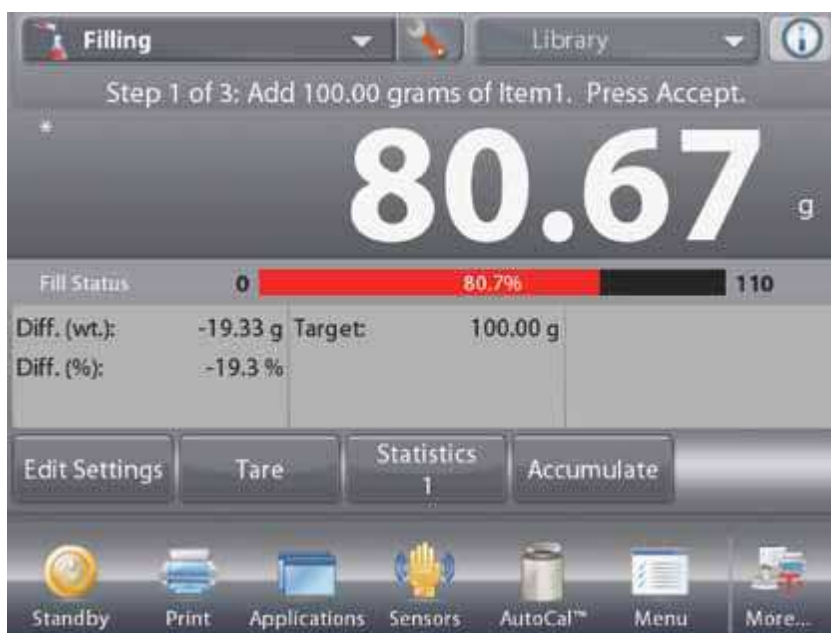 Filling Library
Step 1 of 3: Add 100.00 grams of Item1. Press Accept.
*
80.67 g
Fill Status 0 80.7% 110
Diff. (wt.): -19.33 g Target: 100.00 g
Diff. (%): -19.3 %
Edit Settings Tare Statistics 1 Accumulate
Standby Print Applications Sensors AutoCal™ Menu More...